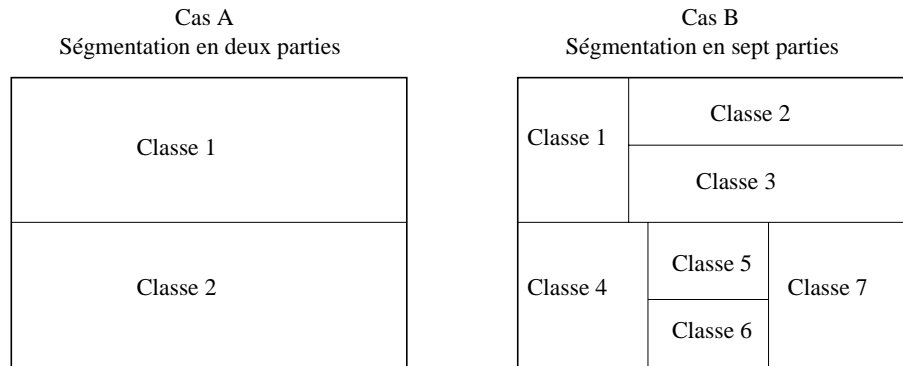 Cas A
Ségmentation en deux parties
Classe 1
Classe 2
Cas B
Ségmentation en sept parties
Classe 1
Classe 2
Classe 3
Classe 4
Classe 5
Classe 6
Classe 7